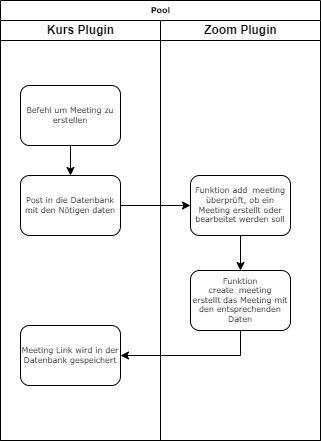 Pool
Kurs Plugin
Zoom Plugin
Befehl um Meeting zu
erstellen
Post in die Datenbank
mit den Nötigen daten
Funktion add_meeting
überprüft, ob ein
Meeting erstellt oder
bearbeitet werden soll
Funktion
create_meeting
erstellt das Meeting mit
den entsprechenden
Daten
Meeting Link wird in der
Datenbank gespeichert